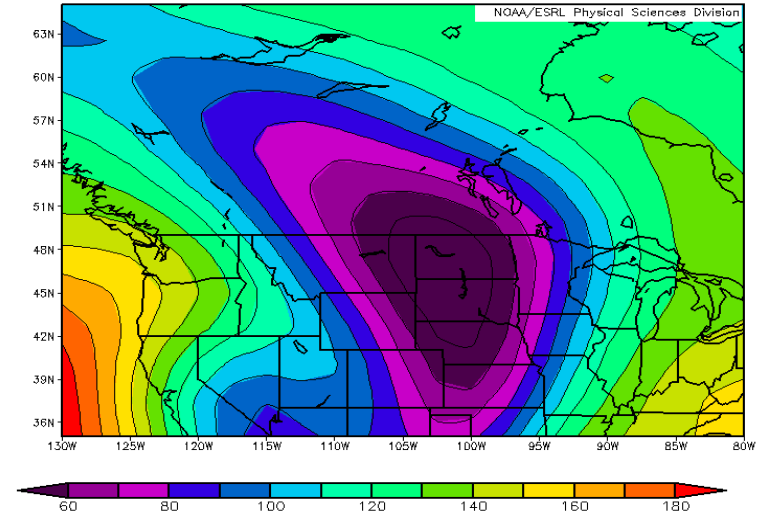 NOAA/ESRL Physical Sciences Division
63N
60N
57N
54N
51N
48N
45N
42N
39N
36N
130W 125W 120W 115W 110W 105W 100W 95W 90W 85W 80W
60 80 100 120 140 160 180